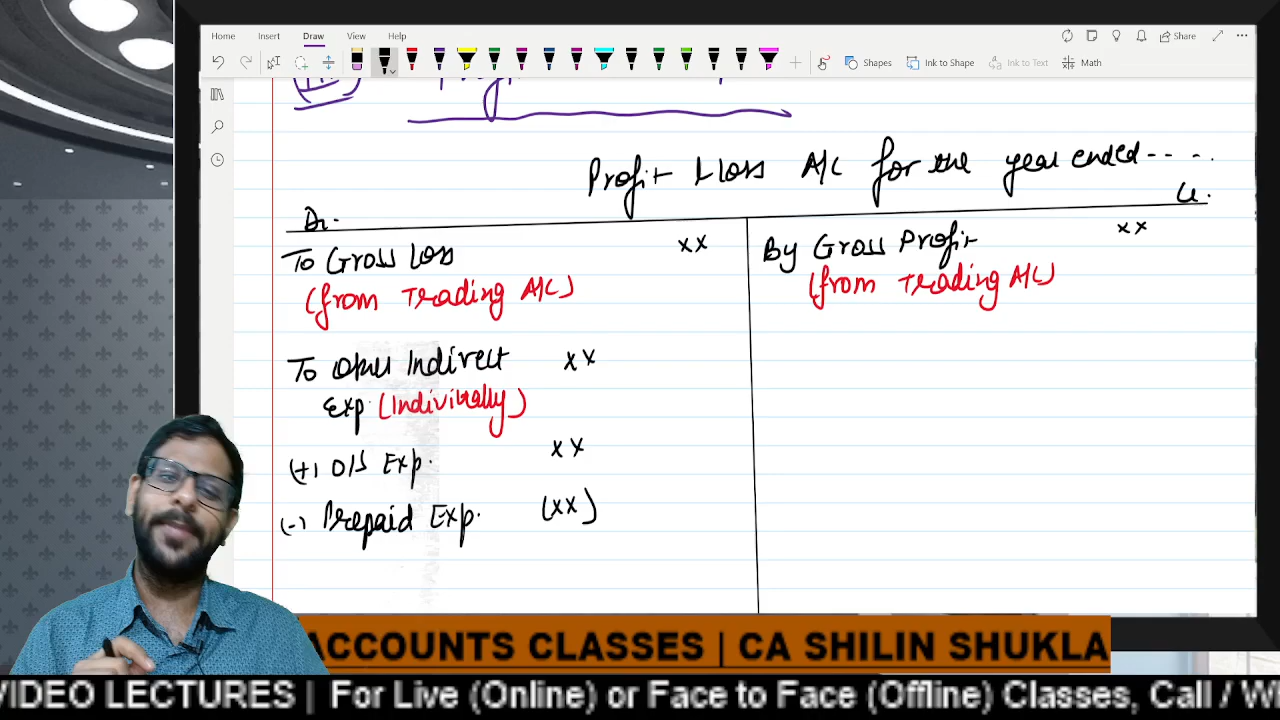 Home Insert Draw View Help
Share
Shapes Ink to Shape Ink to Text Math
Profit & Loss A/c for the year ended-- - .
Dr. Cr.
To Gross Loss xx By Gross Profit xx
(from Trading A/c) (from Trading A/c)
To Indirect xx
Exp. (Indivirally)
(+) O/s Exp. xx
(-) Prepaid Exp. (xx)
ACCOUNTS CLASSES | CA SHILIN SHUKLA
VIDEO LECTURES | For Live (Online) or Face to Face (Offline) Classes, Call / W